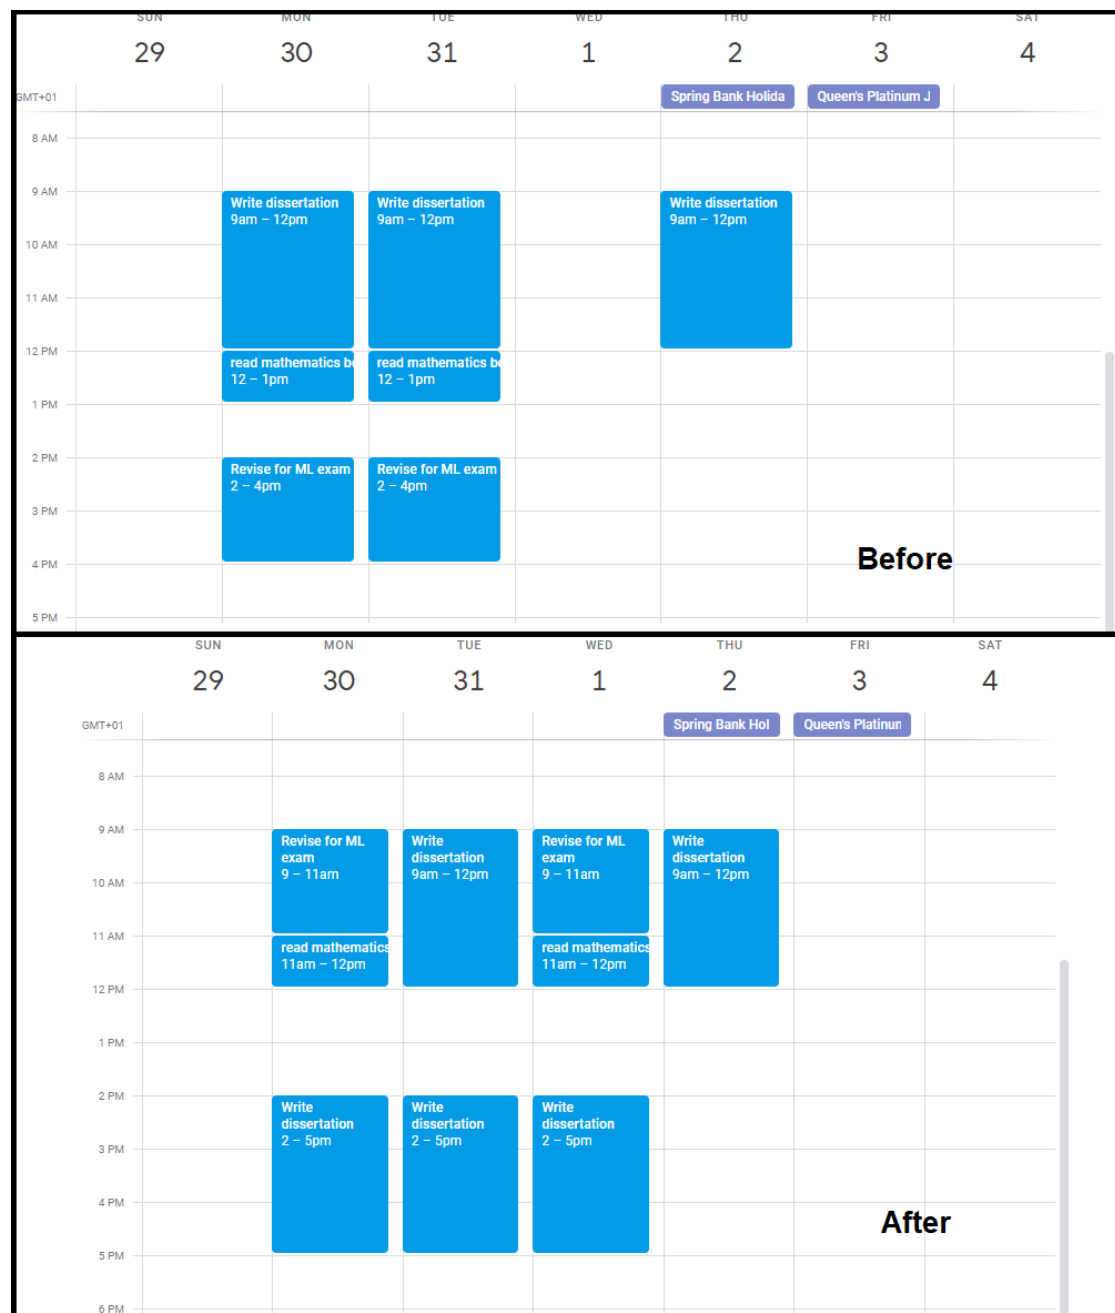 SUN MON TUE WED THU FRI SAT
29 30 31 1 2 3 4
GMT+01 Spring Bank Holida Queen's Platinum J
8 AM
9 AM
Write dissertation Write dissertation Write dissertation
9am – 12pm 9am – 12pm 9am – 12pm
10 AM
11 AM
12 PM
read mathematics bo read mathematics bo
12 – 1pm 12 – 1pm
1 PM
2 PM
Revise for ML exam Revise for ML exam
2 – 4pm 2 – 4pm
3 PM
Before
4 PM
5 PM
SUN MON TUE WED THU FRI SAT
29 30 31 1 2 3 4
GMT+01 Spring Bank Hol Queen's Platinun
8 AM
9 AM
Revise for ML Write Revise for ML Write
exam dissertation exam dissertation
9 – 11am 9am – 12pm 9 – 11am 9am – 12pm
10 AM
11 AM
read mathematics read mathematics
11am – 12pm 11am – 12pm
12 PM
1 PM
2 PM
Write Write Write
dissertation dissertation dissertation
2 – 5pm 2 – 5pm 2 – 5pm
3 PM
4 PM
After
5 PM
6 PM